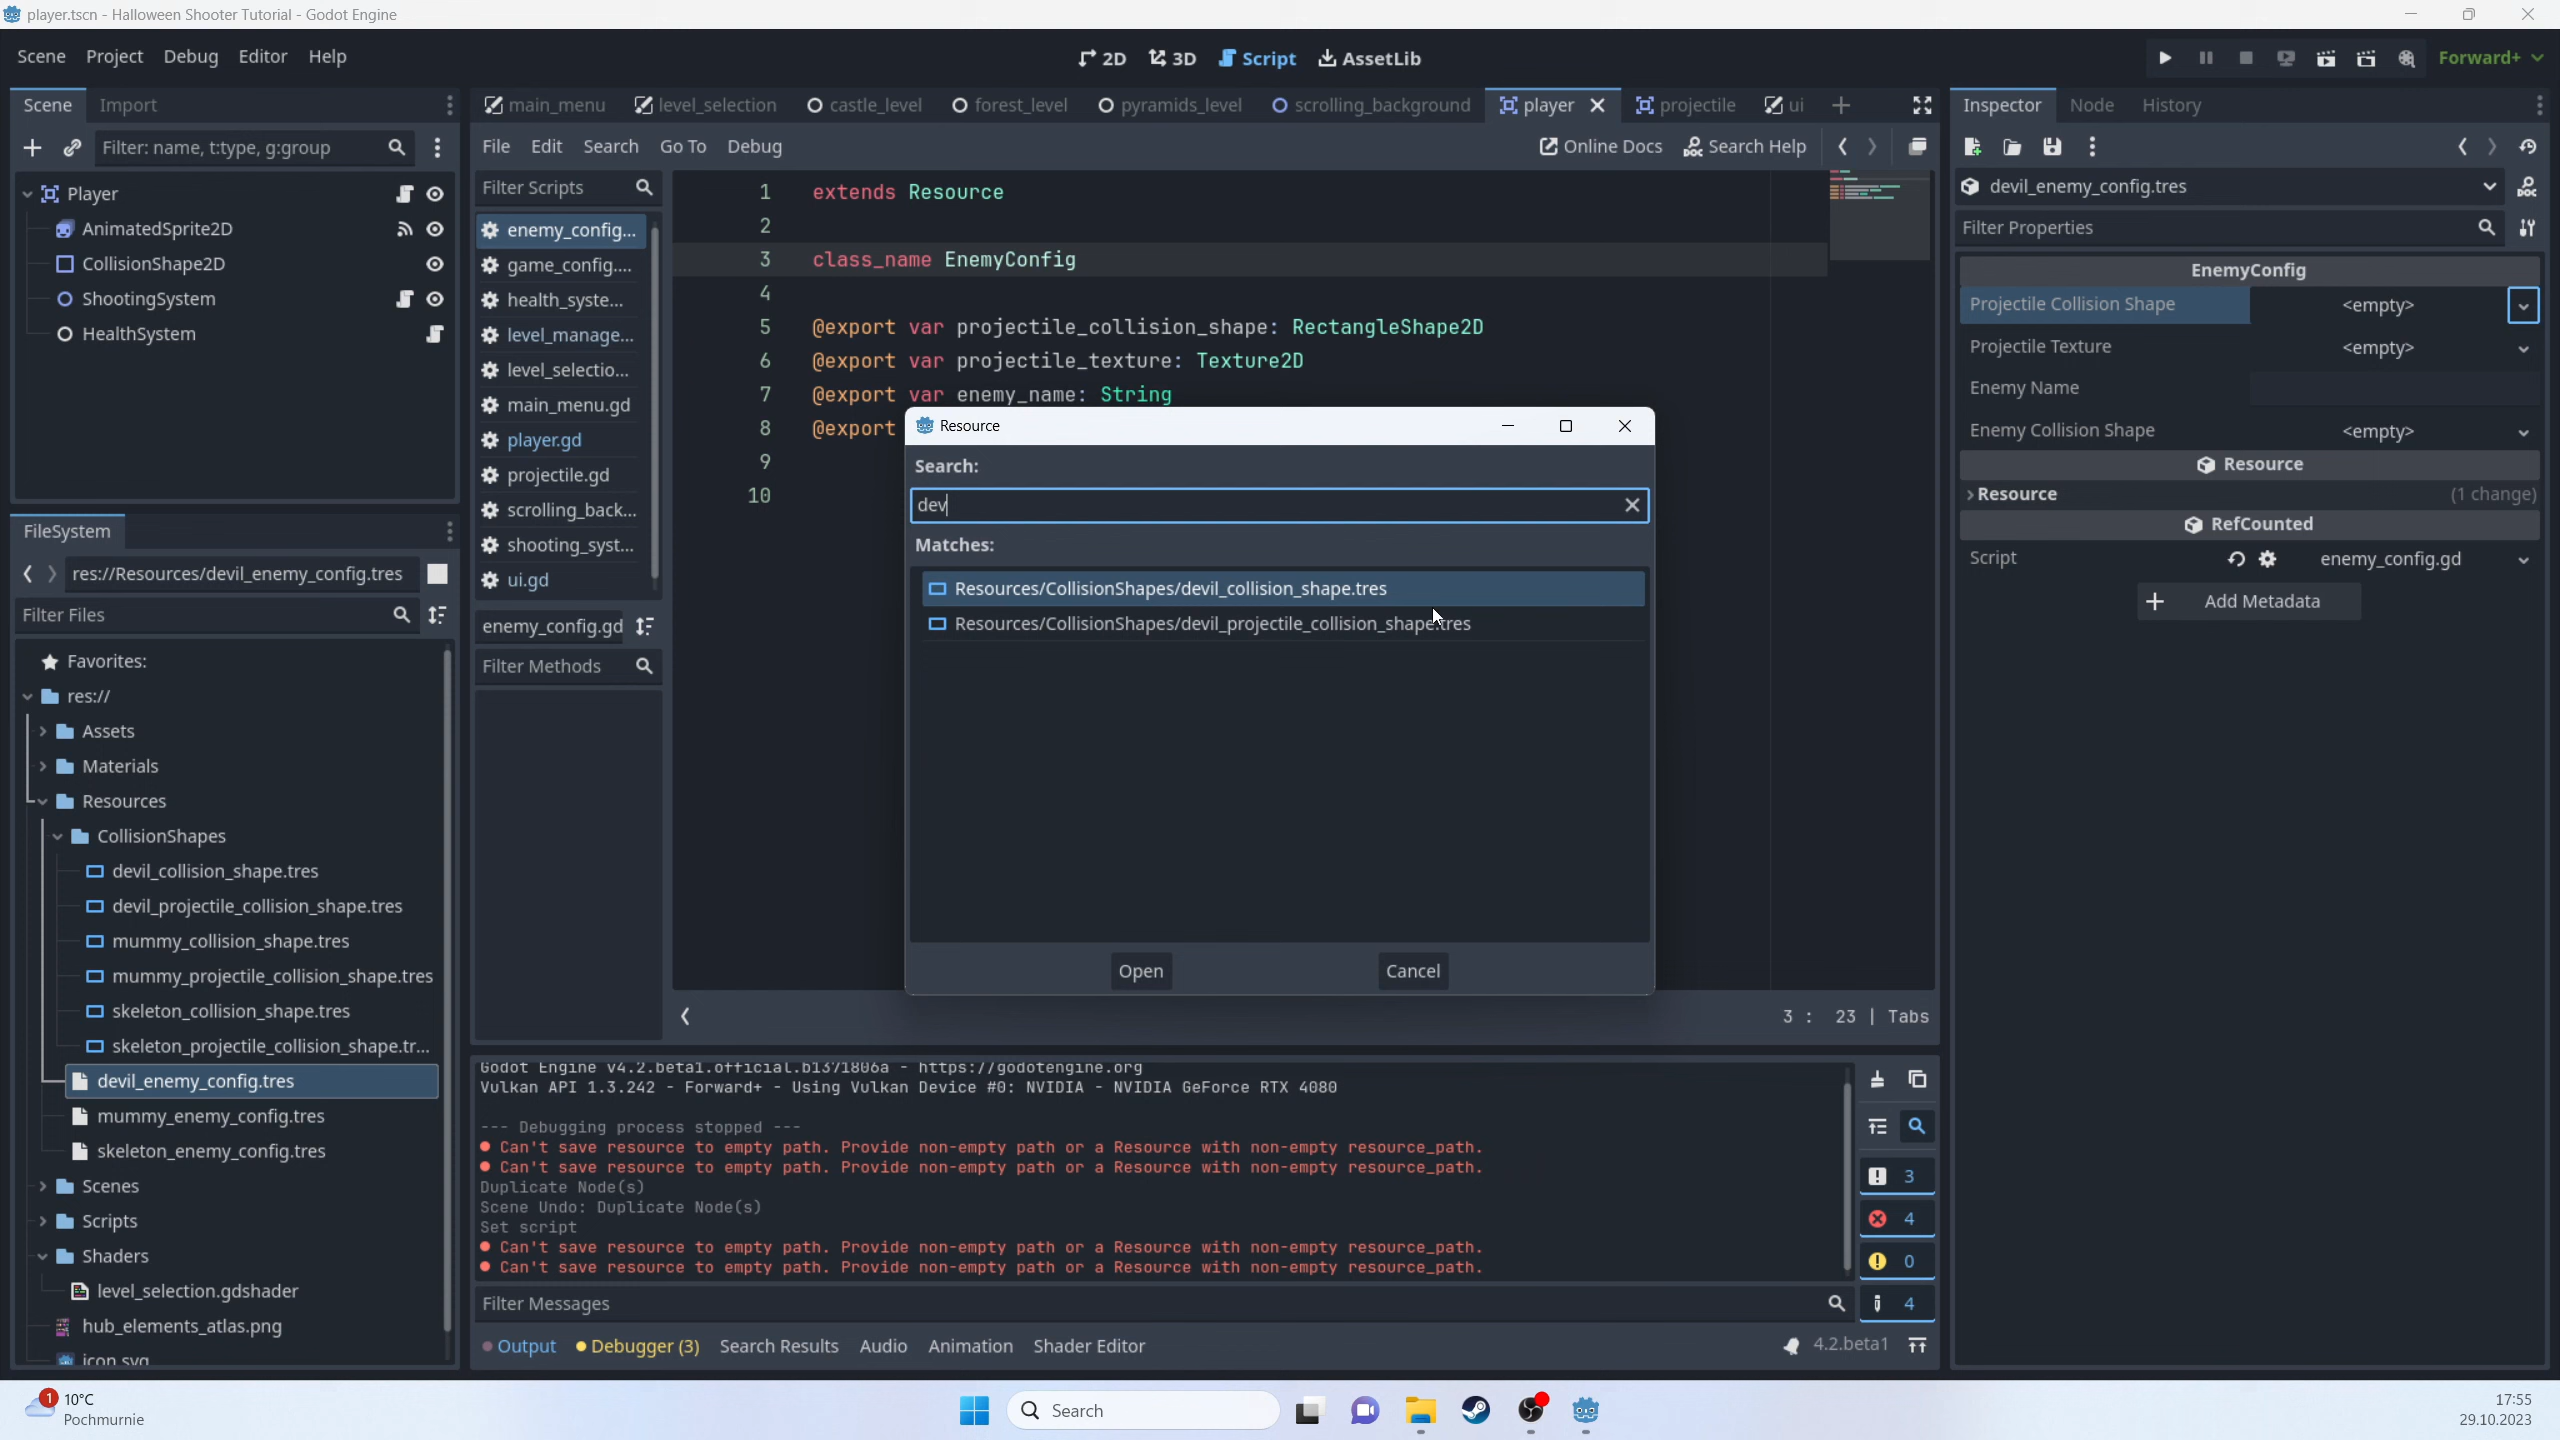 player.tscn - Halloween Shooter Tutorial - Godot Engine
Scene Project Debug Editor Help
2D 3D Script AssetLib
Forward+
Scene Import
Filter: name, t:type, g:group
Player
AnimatedSprite2D
CollisionShape2D
ShootingSystem
HealthSystem
FileSystem
res://Resources/devil_enemy_config.tres
Filter Files
Favorites:
res://
Assets
Materials
Resources
CollisionShapes
devil_collision_shape.tres
devil_projectile_collision_shape.tres
mummy_collision_shape.tres
mummy_projectile_collision_shape.tres
skeleton_collision_shape.tres
skeleton_projectile_collision_shape.tr...
devil_enemy_config.tres
mummy_enemy_config.tres
skeleton_enemy_config.tres
Scenes
Scripts
Shaders
level_selection.gdshader
hub_elements_atlas.png
icon.svg
main_menu level_selection castle_level forest_level pyramids_level scrolling_background player projectile ui
File Edit Search Go To Debug
Online Docs Search Help
Filter Scripts
enemy_config...
game_config....
health_syste...
level_manage...
level_selectio...
main_menu.gd
player.gd
projectile.gd
scrolling_back...
shooting_syst...
ui.gd
enemy_config.gd
Filter Methods
1 extends Resource
2
3 class_name EnemyConfig
4
5 @export var projectile_collision_shape: RectangleShape2D
6 @export var projectile_texture: Texture2D
7 @export var enemy_name: String
8 @export
9
10
3 : 23 | Tabs
Resource
Search:
dev
Matches:
Resources/CollisionShapes/devil_collision_shape.tres
Resources/CollisionShapes/devil_projectile_collision_shape.tres
Open Cancel
Godot Engine v4.2.beta1.official.b1371806a - https://godotengine.org
Vulkan API 1.3.242 - Forward+ - Using Vulkan Device #0: NVIDIA - NVIDIA GeForce RTX 4080
--- Debugging process stopped ---
Can't save resource to empty path. Provide non-empty path or a Resource with non-empty resource_path.
Can't save resource to empty path. Provide non-empty path or a Resource with non-empty resource_path.
Duplicate Node(s)
Scene Undo: Duplicate Node(s)
Set script
Can't save resource to empty path. Provide non-empty path or a Resource with non-empty resource_path.
Can't save resource to empty path. Provide non-empty path or a Resource with non-empty resource_path.
3
4
0
4
Filter Messages
Output Debugger (3) Search Results Audio Animation Shader Editor
4.2.beta1
Inspector Node History
devil_enemy_config.tres
Filter Properties
EnemyConfig
Projectile Collision Shape <empty>
Projectile Texture <empty>
Enemy Name
Enemy Collision Shape <empty>
Resource
Resource (1 change)
RefCounted
Script enemy_config.gd
Add Metadata
1
10°C
Pochmurnie
Search
17:55
29.10.2023